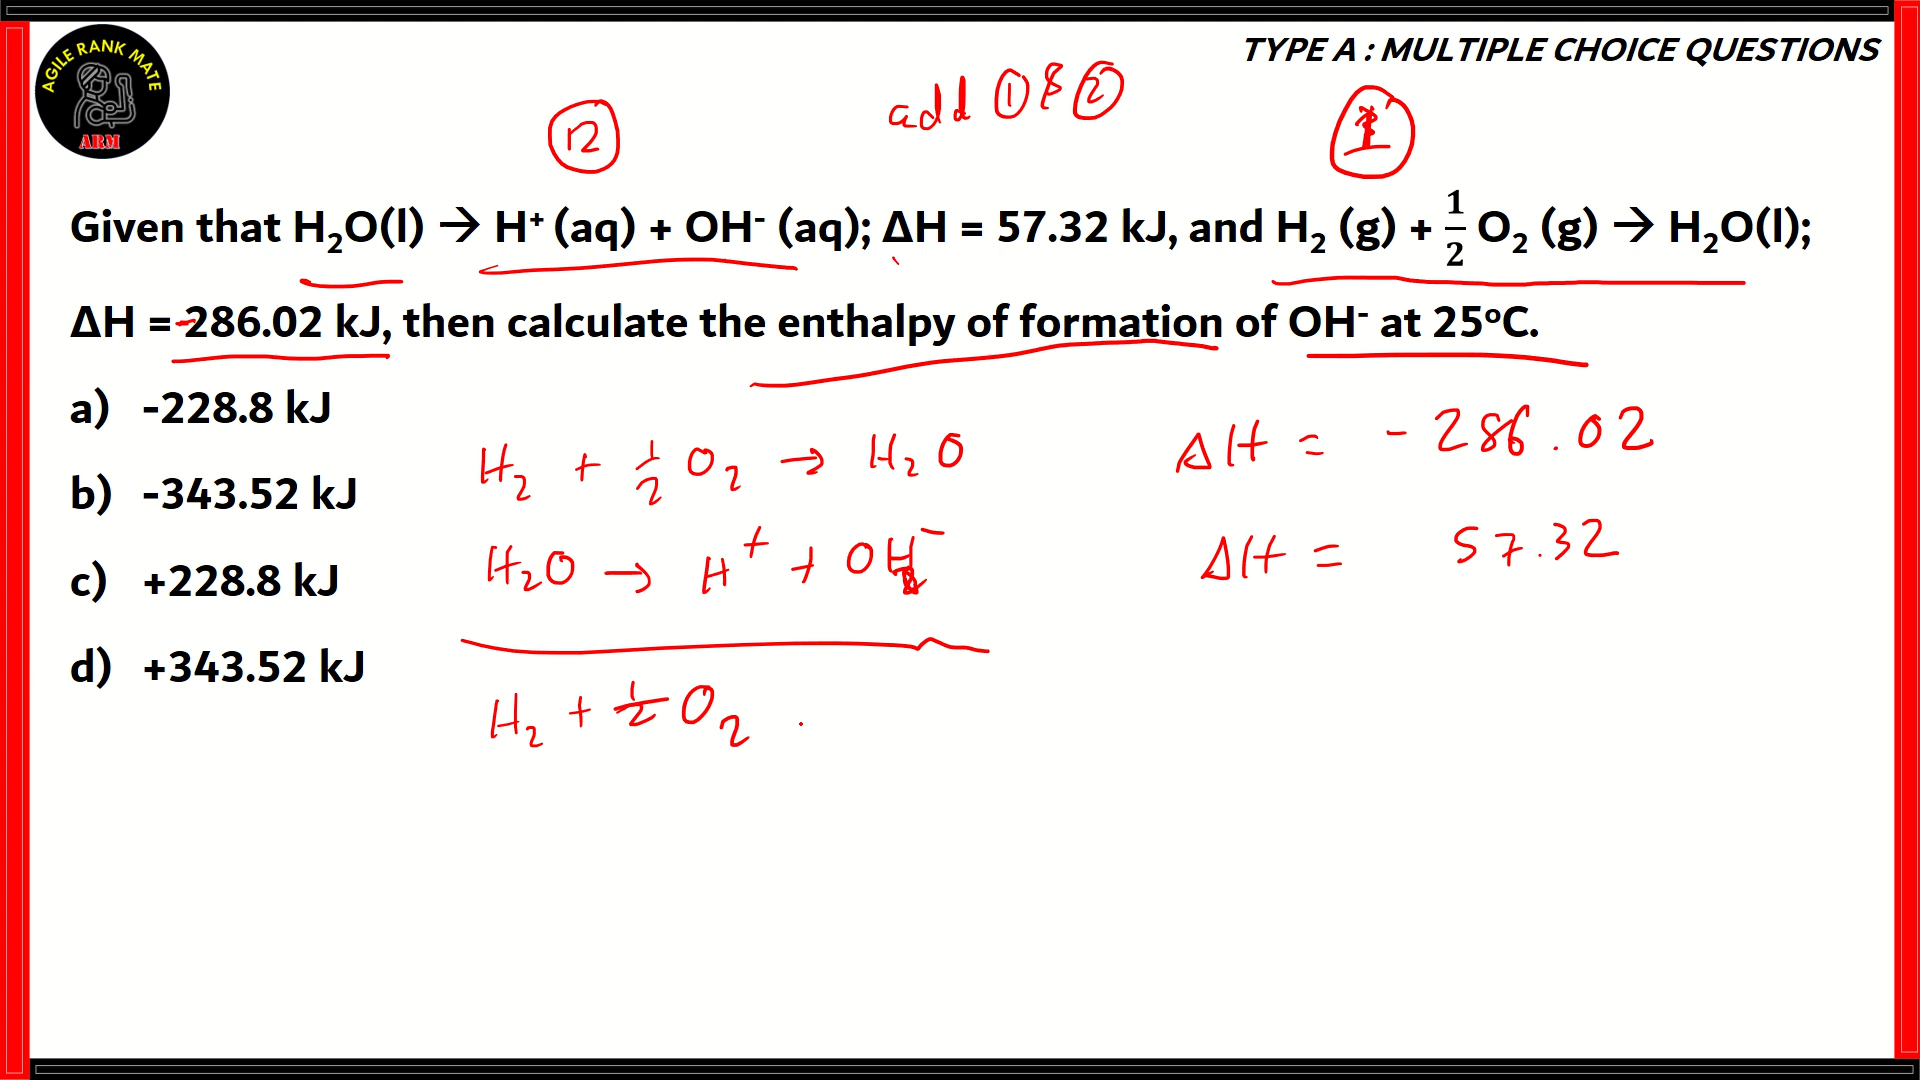 AGILE RANK MATE
ARM
TYPE A : MULTIPLE CHOICE QUESTIONS
add ① & ②
Given that H₂O(l) → H⁺ (aq) + OH⁻ (aq); ΔH = 57.32 kJ, and H₂ (g) + 1/2 O₂ (g) → H₂O(l);
ΔH = -286.02 kJ, then calculate the enthalpy of formation of OH⁻ at 25ᵒC.
a) -228.8 kJ
b) -343.52 kJ
c) +228.8 kJ
d) +343.52 kJ
H₂ + 1/2 O₂ → H₂O ΔH = - 286.02
H₂O → H⁺ + OH⁻ ΔH = 57.32
H₂ + 1/2 O₂